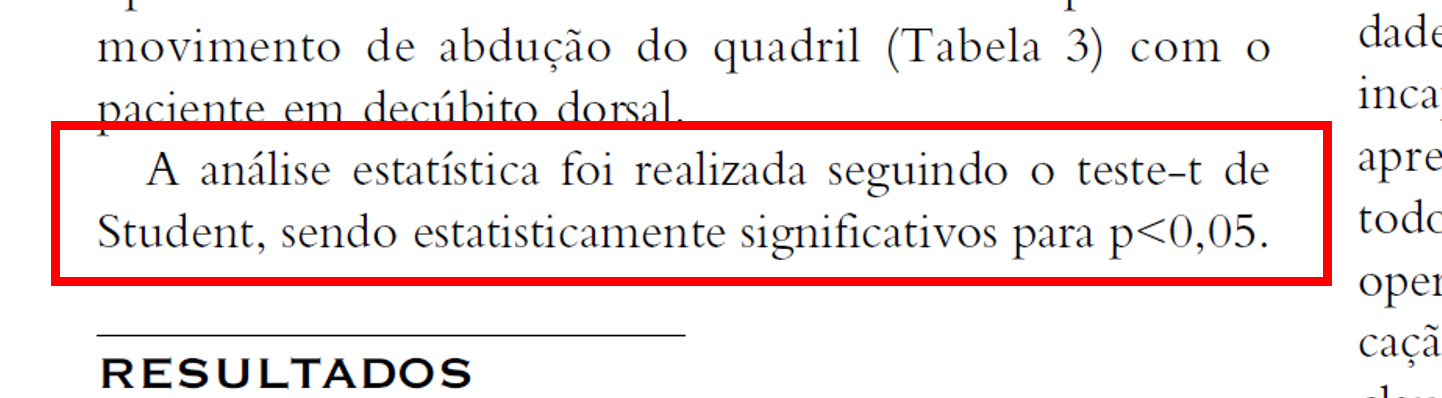 movimento de abdução do quadril (Tabela 3) com o
paciente em decúbito dorsal.
A análise estatística foi realizada seguindo o teste-t de
Student, sendo estatisticamente significativos para p<0,05.
RESULTADOS
dade
inca
apre
todo
oper
caçã